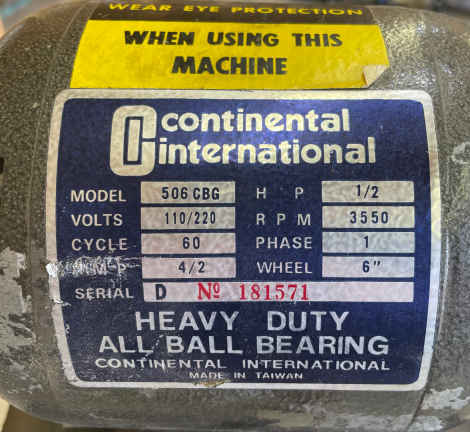 WEAR EYE PROTECTION
WHEN USING THIS
MACHINE
continental
international
MODEL 506 CBG H P 1/2
VOLTS 110/220 R P M 3550
CYCLE 60 PHASE 1
AMP 4/2 WHEEL 6"
SERIAL D Nº 181571
HEAVY DUTY
ALL BALL BEARING
CONTINENTAL INTERNATIONAL
MADE IN TAIWAN